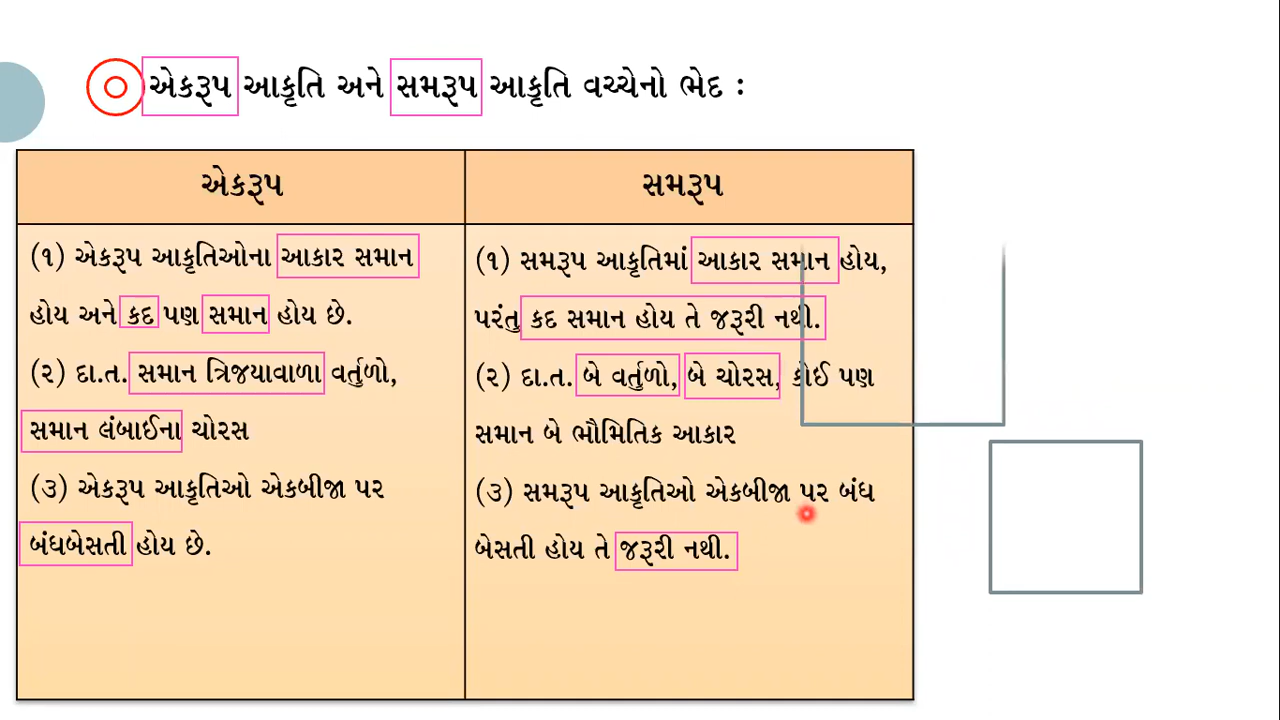 એકરૂપ આકૃતિ અને સમરૂપ આકૃતિ વચ્ચેનો ભેદ :
એકરૂપ
(૧) એકરૂપ આકૃતિઓના આકાર સમાન
હોય અને કદ પણ સમાન હોય છે.
(૨) દા.ત. સમાન ત્રિજયાવાળા વર્તુળો,
સમાન લંબાઈના ચોરસ
(૩) એકરૂપ આકૃતિઓ એકબીજા પર
બંધબેસતી હોય છે.
સમરૂપ
(૧) સમરૂપ આકૃતિમાં આકાર સમાન હોય,
પરંતુ કદ સમાન હોય તે જરૂરી નથી.
(૨) દા.ત. બે વર્તુળો, બે ચોરસ, કોઈ પણ
સમાન બે ભૌમિતિક આકાર
(૩) સમરૂપ આકૃતિઓ એકબીજા પર બંધ
બેસતી હોય તે જરૂરી નથી.